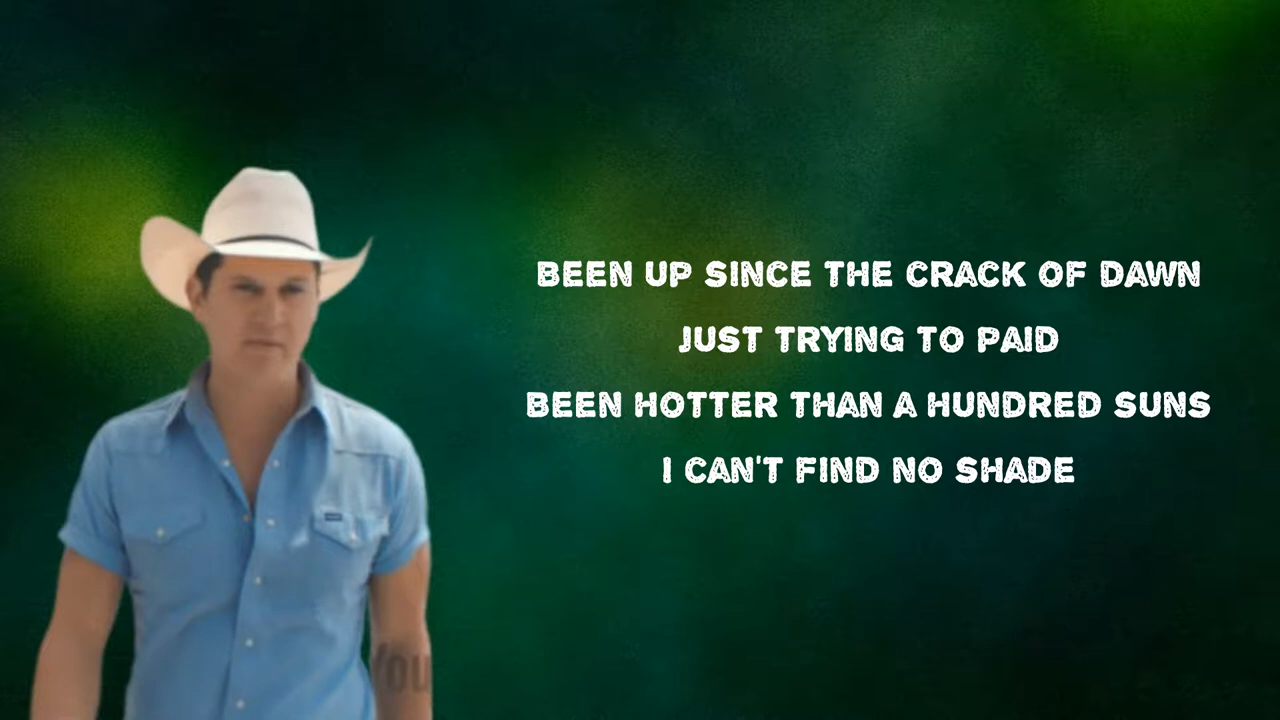 BEEN UP SINCE THE CRACK OF DAWN
JUST TRYING TO PAID
BEEN HOTTER THAN A HUNDRED SUNS
I CAN'T FIND NO SHADE
You